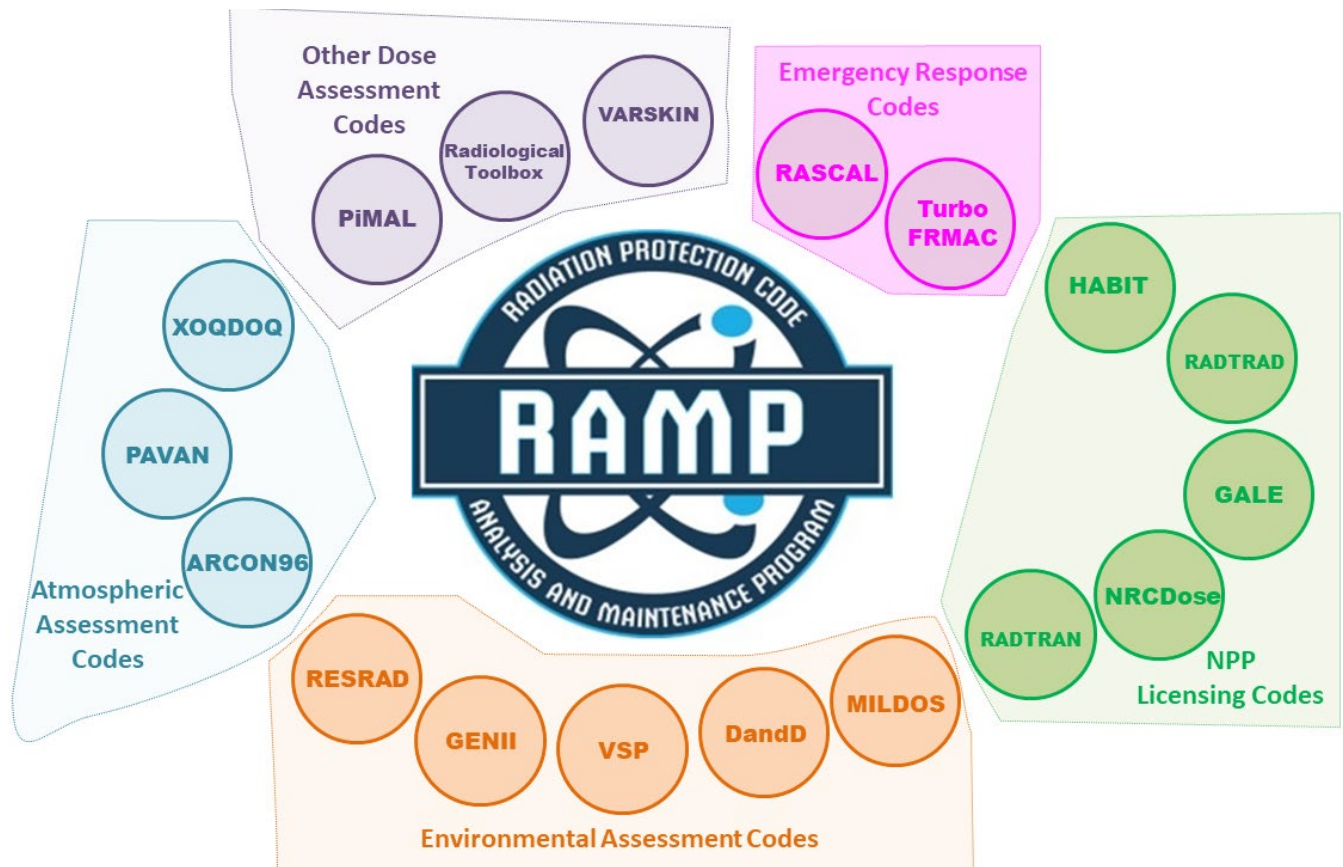 Other Dose
Assessment
Codes
VARSKIN
Radiological
Toolbox
PiMAL
Emergency Response
Codes
RASCAL
Turbo
FRMAC
HABIT
RADTRAD
GALE
NRCDose
RADTRAN
NPP
Licensing Codes
XOQDOQ
PAVAN
ARCON96
Atmospheric
Assessment
Codes
RADIATION PROTECTION CODE
RAMP
ANALYSIS AND MAINTENANCE PROGRAM
RESRAD
GENII
VSP
DandD
MILDOS
Environmental Assessment Codes